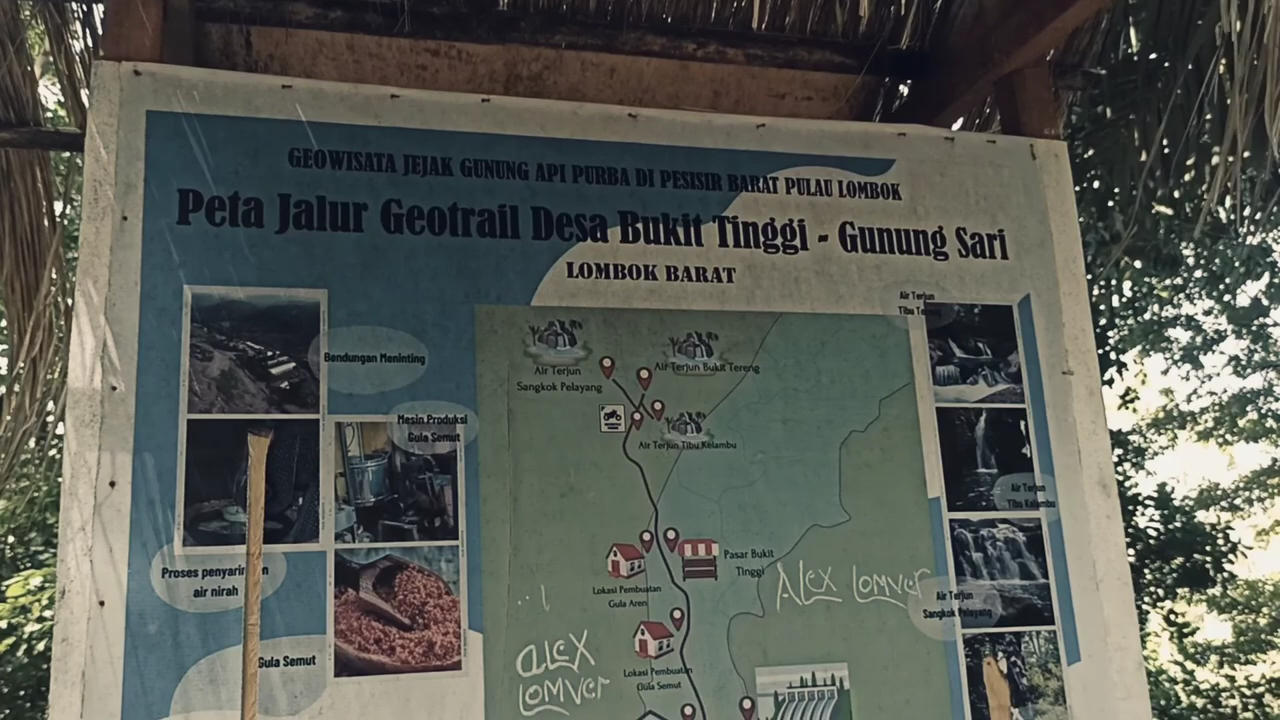 GEOWISATA JEJAK GUNUNG API PURBA DI PESISIR BARAT PULAU LOMBOK
Peta Jalur Geotrail Desa Bukit Tinggi - Gunung Sari
LOMBOK BARAT
Bendungan Meninting
Mesin Produksi
Gula Semut
Proses penyaringan
air nirah
Gula Semut
Air Terjun
Sangkok Pelayang
Air Terjun Bukit Tereng
Air Terjun Tibu Kelambu
Lokasi Pembuatan
Gula Aren
Pasar Bukit
Tinggi
Lokasi Pembuatan
Gula Semut
ALEX LOMVER
ALEX
LOMVER
Air Terjun
Tibu
Air Terjun
Tibu Kelambu
Air Terjun
Sangkok Pelayang